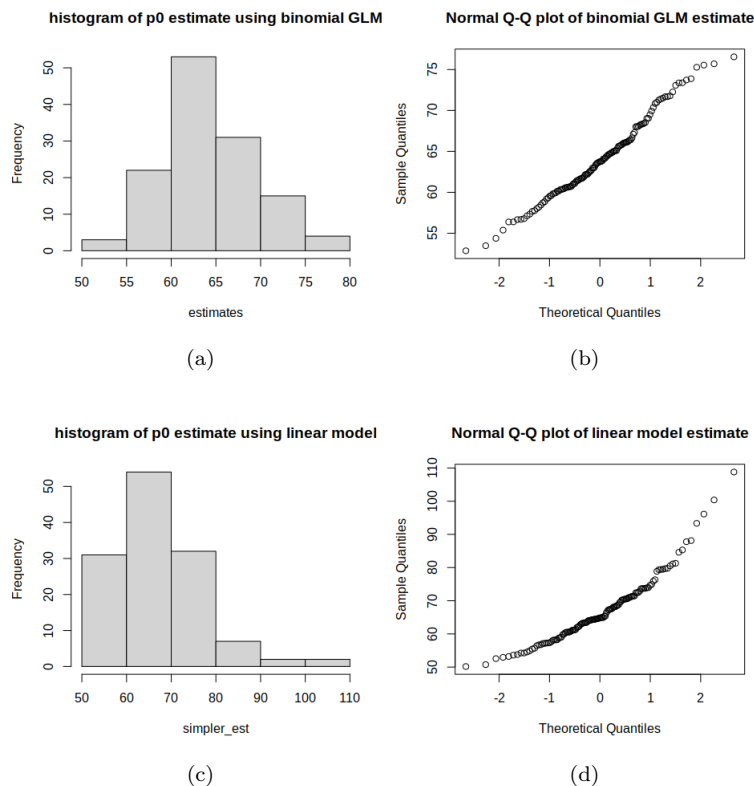 histogram of p0 estimate using binomial GLM
Frequency
0 10 20 30 40 50
50 55 60 65 70 75 80
estimates
(a)
Normal Q-Q plot of binomial GLM estimate
Sample Quantiles
55 60 65 70 75
-2 -1 0 1 2
Theoretical Quantiles
(b)
histogram of p0 estimate using linear model
Frequency
0 10 20 30 40 50
50 60 70 80 90 100 110
simpler_est
(c)
Normal Q-Q plot of linear model estimate
Sample Quantiles
50 60 70 80 90 100 110
-2 -1 0 1 2
Theoretical Quantiles
(d)